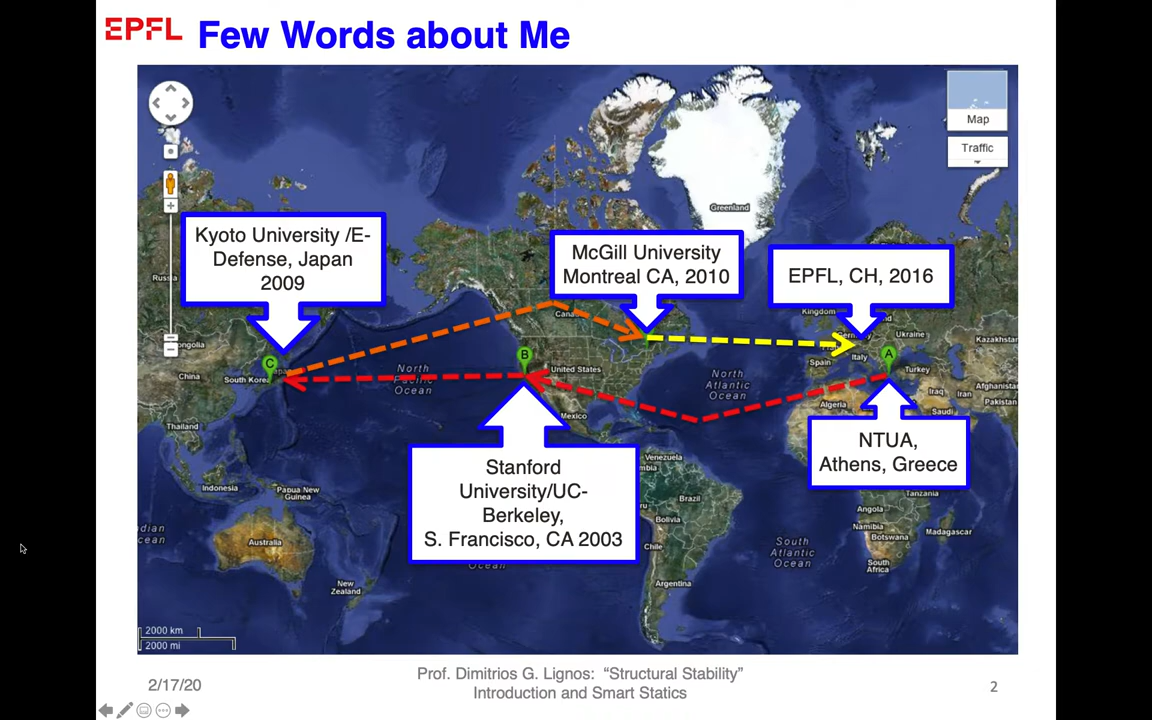 EPFL
Few Words about Me
Map
Traffic
Greenland
Kyoto University /E-
Defense, Japan
2009
McGill University
Montreal CA, 2010
EPFL, CH, 2016
Kingdom
Ukraine
Kazakhstan
Italy
Spain
Turkey
A
B
C
China
South Korea
North
Pacific
Ocean
United States
North
Atlantic
Ocean
Mexico
Algeria
Iraq
Iran
Afghanistan
Pakistan
Saudi
Thailand
NTUA,
Athens, Greece
Stanford
University/UC-
Berkeley,
S. Francisco, CA 2003
Venezuela
Indonesia
Papua New
Guinea
Brazil
Bolivia
Tanzania
Angola
Namibia
Botswana
Madagascar
Australia
South
Atlantic
Ocean
Chile
South
Africa
New
Zealand
Argentina
2000 km
2000 mi
2/17/20
Prof. Dimitrios G. Lignos: “Structural Stability”
Introduction and Smart Statics
2